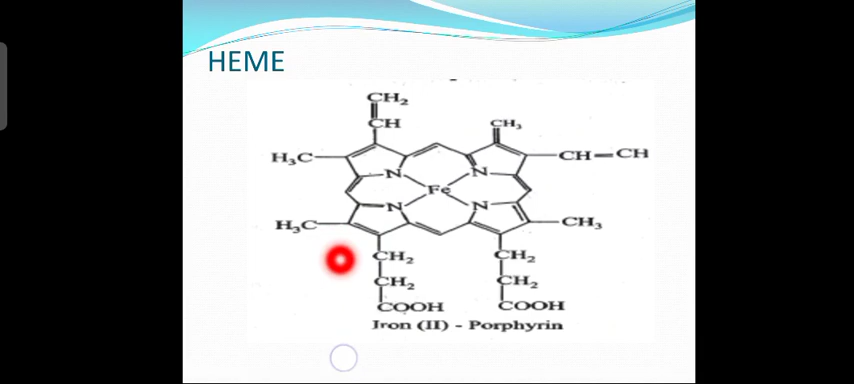 HEME
CH₂
CH
CH₃
H₃C
N
N
CH=CH
Fe
N
N
H₃C
CH₃
CH₂
CH₂
CH₂
CH₂
COOH
COOH
Iron (II) - Porphyrin